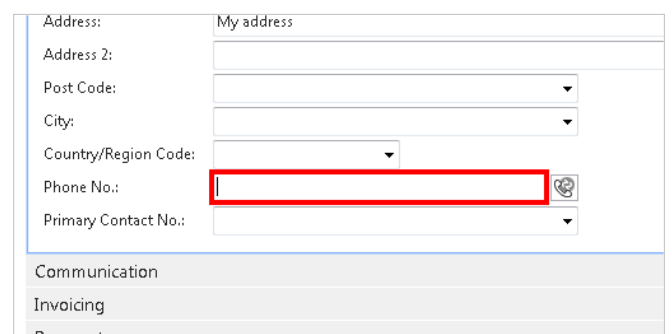 Address: My address
Address 2:
Post Code:
City:
Country/Region Code:
Phone No.:
Primary Contact No.:
Communication
Invoicing